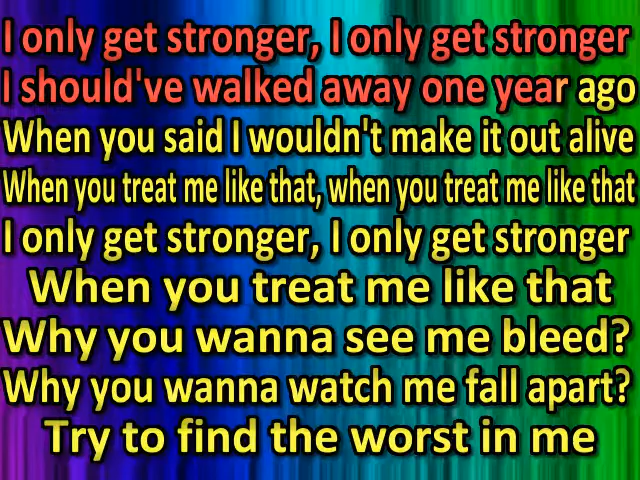 I only get stronger, I only get stronger
I should've walked away one year ago
When you said I wouldn't make it out alive
When you treat me like that, when you treat me like that
I only get stronger, I only get stronger
When you treat me like that
Why you wanna see me bleed?
Why you wanna watch me fall apart?
Try to find the worst in me